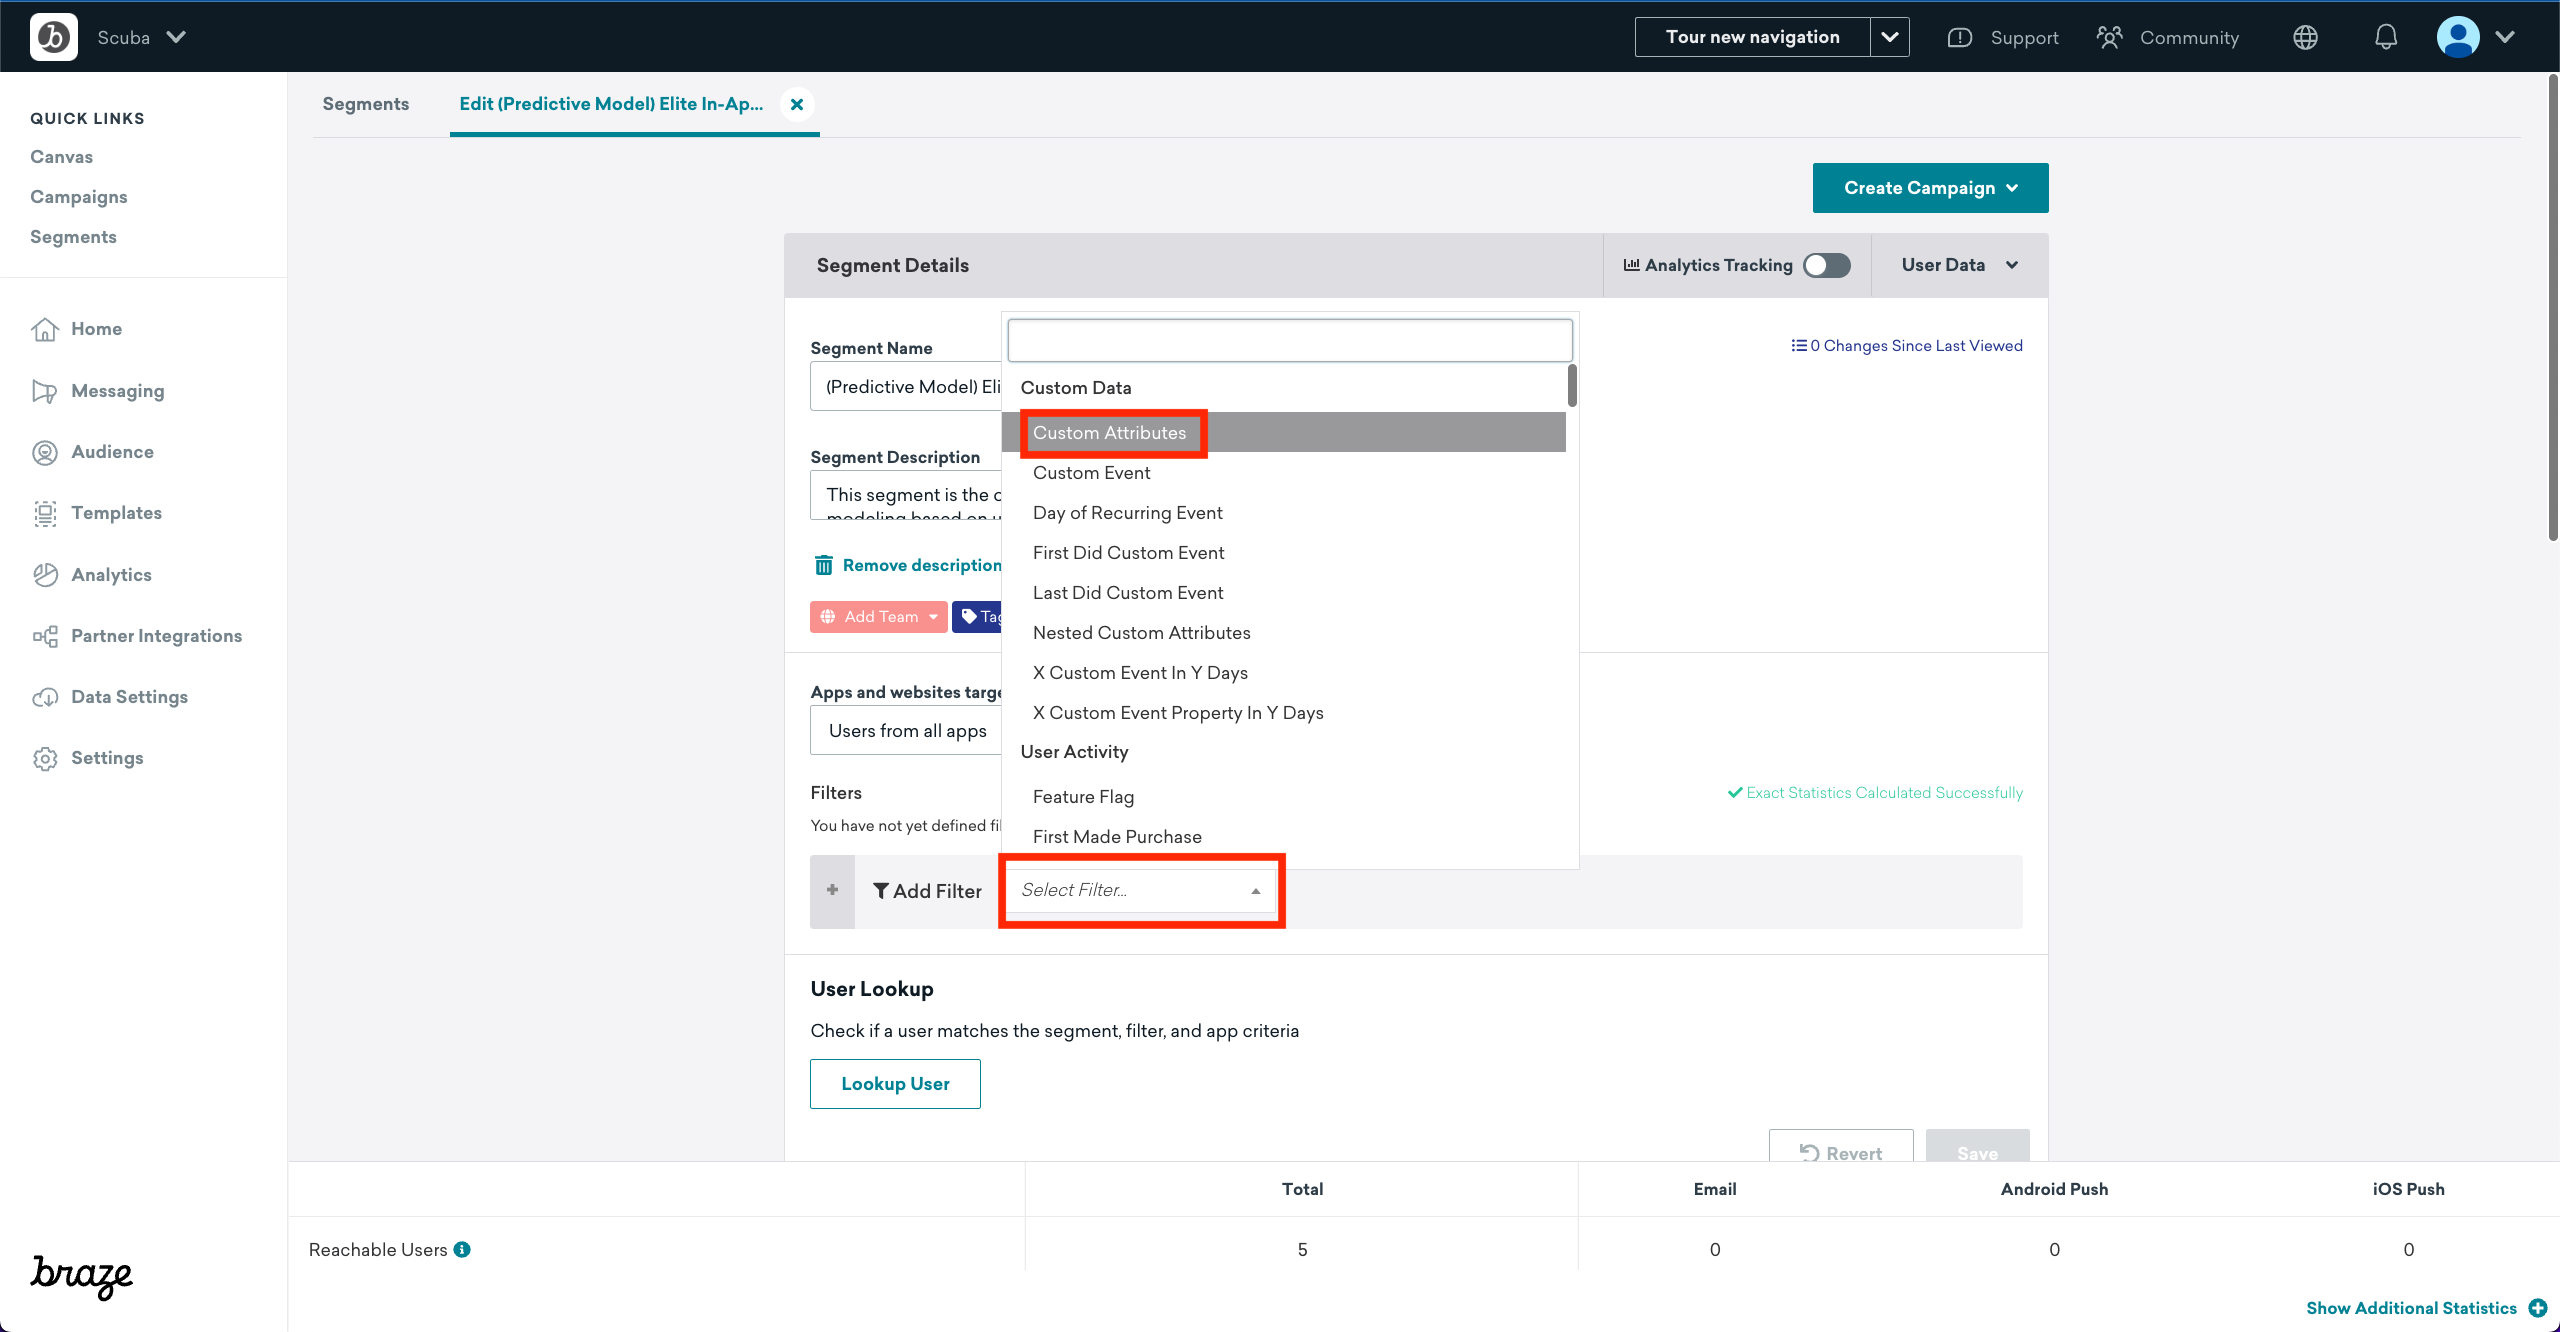 Scuba
Tour new navigation
Support
Community
QUICK LINKS
Canvas
Campaigns
Segments
Home
Messaging
Audience
Templates
Analytics
Partner Integrations
Data Settings
Settings
braze
Segments
Edit (Predictive Model) Elite In-Ap...
Create Campaign
Segment Details
Analytics Tracking
User Data
0 Changes Since Last Viewed
Segment Name
(Predictive Model) Eli
Segment Description
This segment is the
modeling based on
Remove description
Add Team
Tag
Apps and websites targe
Users from all apps
Custom Data
Custom Attributes
Custom Event
Day of Recurring Event
First Did Custom Event
Last Did Custom Event
Nested Custom Attributes
X Custom Event In Y Days
X Custom Event Property In Y Days
User Activity
Feature Flag
First Made Purchase
Filters
Exact Statistics Calculated Successfully
You have not yet defined fil
+ Add Filter
Select Filter...
User Lookup
Check if a user matches the segment, filter, and app criteria
Lookup User
Revert
Save
Total Email Android Push iOS Push
Reachable Users 5 0 0 0
Show Additional Statistics